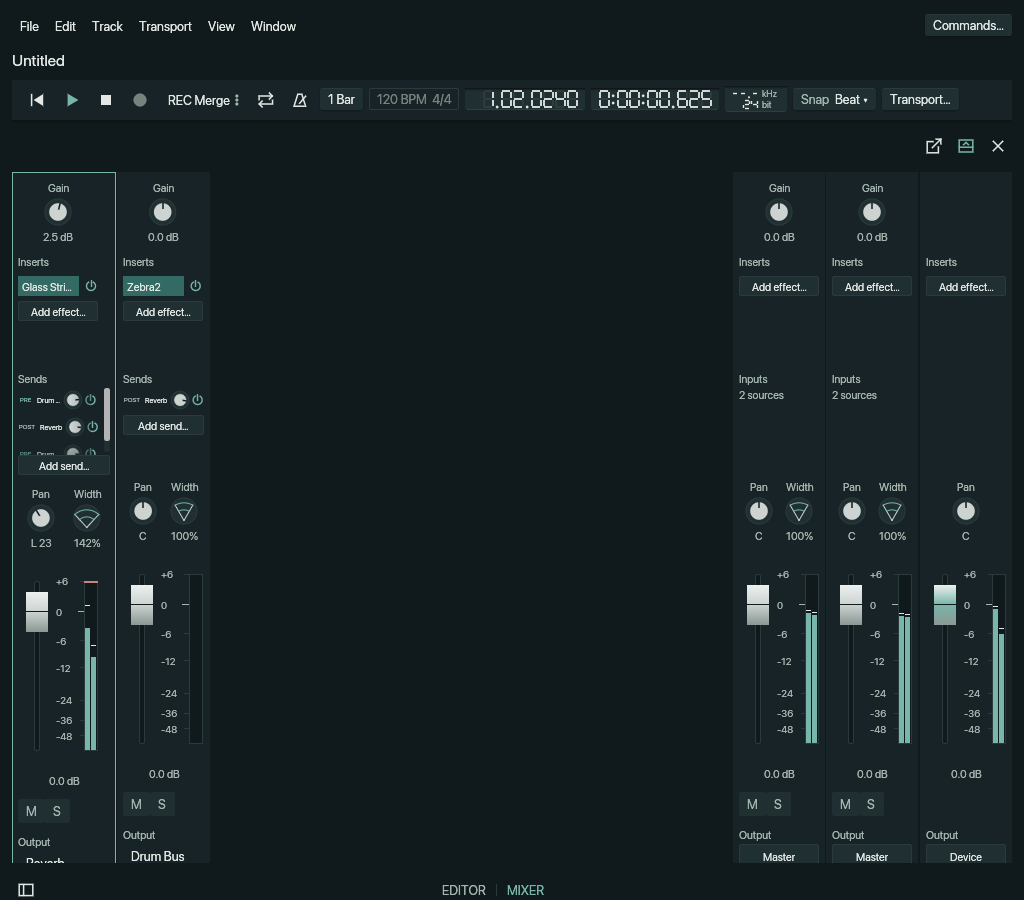 File Edit Track Transport View Window Commands...
Untitled
REC Merge 1 Bar 120 BPM 4/4 1.02.0240 0:00:00.625 --.- kHz bit Snap Beat Transport...
Gain Gain Gain Gain
2.5 dB 0.0 dB 0.0 dB 0.0 dB
Inserts Inserts Inserts Inserts Inserts
Glass Stri... Zebra2 Add effect... Add effect... Add effect...
Add effect... Add effect...
Sends Sends Inputs Inputs
2 sources 2 sources
PRE Drum ... POST Reverb
POST Reverb Add send...
PRE Drum
Add send...
Pan Width Pan Width Pan Width Pan Width Pan
L 23 142% C 100% C 100% C 100% C
+6 +6 +6 +6 +6
0 0 0 0 0
-6 -6 -6 -6 -6
-12 -12 -12 -12 -12
-24 -24 -24 -24 -24
-36 -36 -36 -36 -36
-48 -48 -48 -48 -48
0.0 dB 0.0 dB 0.0 dB 0.0 dB 0.0 dB
M S M S M S M S
Output Output Output Output Output
Reverb Drum Bus Master Master Device
EDITOR MIXER